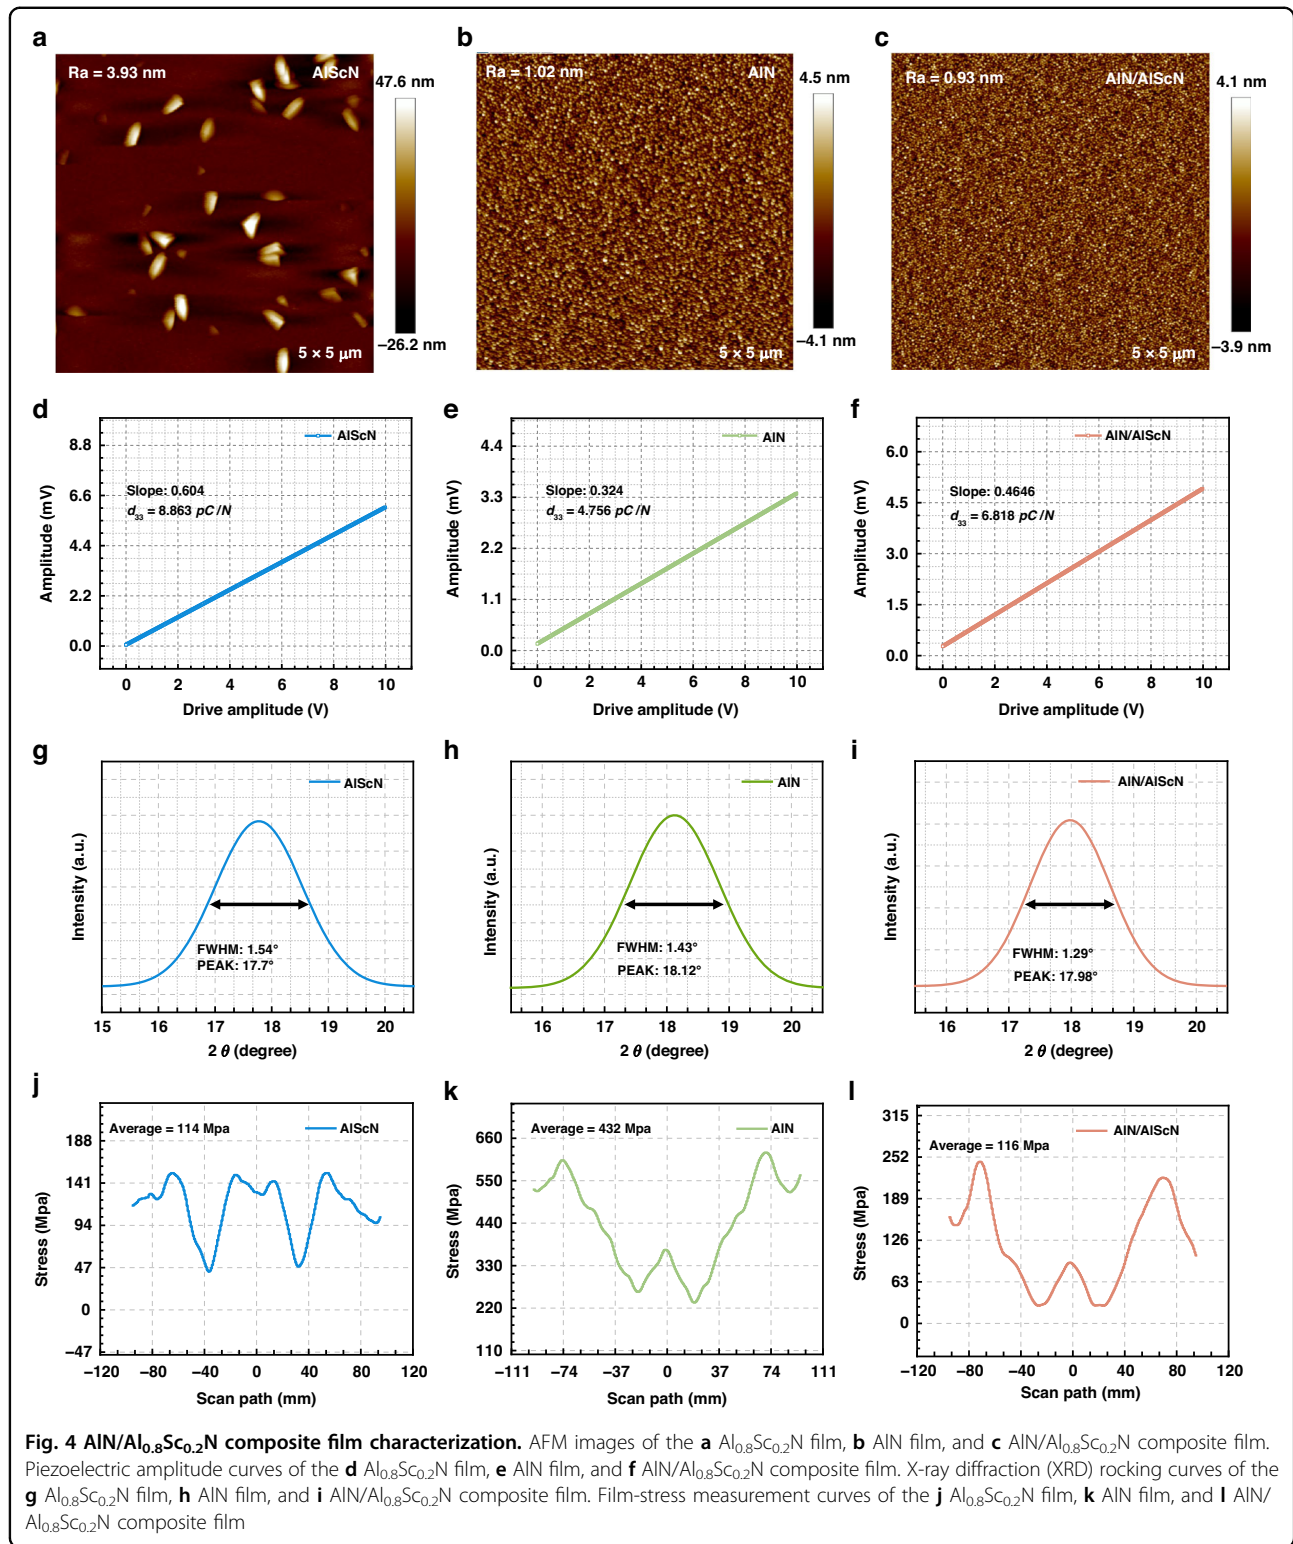 a
Ra = 3.93 nm
AlScN
47.6 nm
−26.2 nm
5 × 5 μm
b
Ra = 1.02 nm
AlN
4.5 nm
−4.1 nm
5 × 5 μm
c
Ra = 0.93 nm
AlN/AlScN
4.1 nm
−3.9 nm
5 × 5 μm
d
AlScN
Slope: 0.604
d33 = 8.863 pC/N
Amplitude (mV)
8.8
6.6
4.4
2.2
0.0
0 2 4 6 8 10
Drive amplitude (V)
e
AlN
Slope: 0.324
d33 = 4.756 pC/N
Amplitude (mV)
4.4
3.3
2.2
1.1
0.0
0 2 4 6 8 10
Drive amplitude (V)
f
AlN/AlScN
Slope: 0.4646
d33 = 6.818 pC/N
Amplitude (mV)
6.0
4.5
3.0
1.5
0.0
0 2 4 6 8 10
Drive amplitude (V)
g
AlScN
Intensity (a.u.)
FWHM: 1.54°
PEAK: 17.7°
15 16 17 18 19 20
2 θ (degree)
h
AlN
Intensity (a.u.)
FWHM: 1.43°
PEAK: 18.12°
16 17 18 19 20
2 θ (degree)
i
AlN/AlScN
Intensity (a.u.)
FWHM: 1.29°
PEAK: 17.98°
16 17 18 19 20
2 θ (degree)
j
Average = 114 Mpa
AlScN
Stress (Mpa)
188
141
94
47
0
−47
−120 −80 −40 0 40 80 120
Scan path (mm)
k
Average = 432 Mpa
AlN
Stress (Mpa)
660
550
440
330
220
110
−111 −74 −37 0 37 74 111
Scan path (mm)
l
AlN/AlScN
Average = 116 Mpa
Stress (Mpa)
315
252
189
126
63
0
−120 −80 −40 0 40 80 120
Scan path (mm)
Fig. 4 AlN/Al0.8Sc0.2N composite film characterization. AFM images of the a Al0.8Sc0.2N film, b AlN film, and c AlN/Al0.8Sc0.2N composite film.
Piezoelectric amplitude curves of the d Al0.8Sc0.2N film, e AlN film, and f AlN/Al0.8Sc0.2N composite film. X-ray diffraction (XRD) rocking curves of the
g Al0.8Sc0.2N film, h AlN film, and i AlN/Al0.8Sc0.2N composite film. Film-stress measurement curves of the j Al0.8Sc0.2N film, k AlN film, and l AlN/
Al0.8Sc0.2N composite film